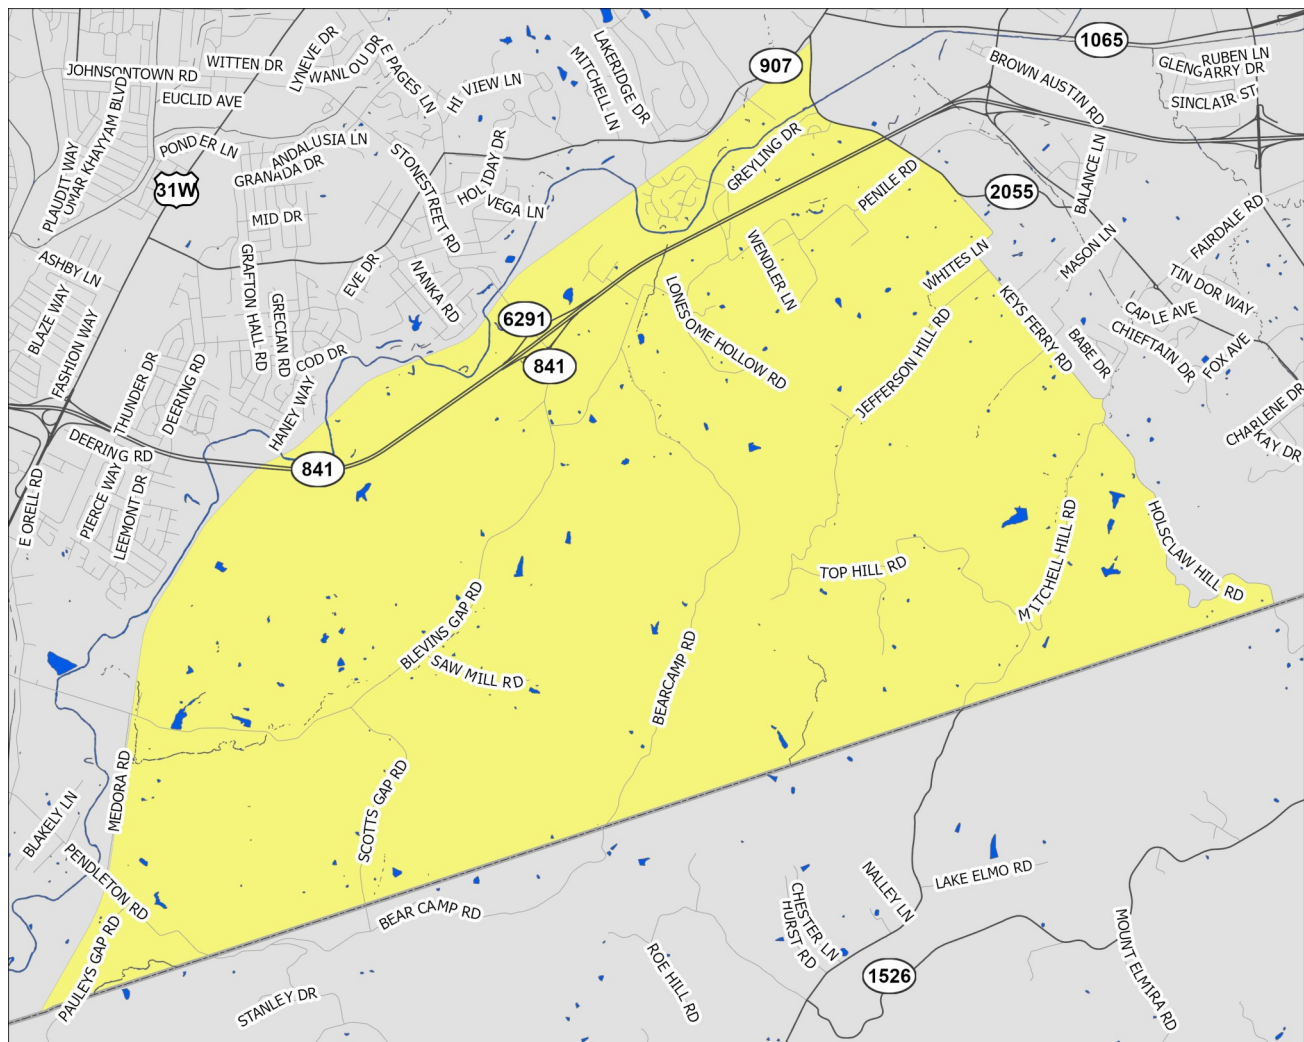 1065
907
JOHNSONTOWN RD
WITTEN DR
LYNEVE DR
WANLOU DR
E PAGES LN
HI VIEW LN
MITCHELL LN
LAKERIDGE DR
BROWN AUSTIN RD
RUBEN LN
GLENGARRY DR
SINCLAIR ST
EUCLID AVE
PLAUDIT WAY
OMAR KHAYYAM BLVD
PONDER LN
ANDALUSIA LN
GRANADA DR
31W
STONESTREET RD
HOLIDAY DR
VEGA LN
GREYLING DR
PENILE RD
2055
BALANCE LN
FAIRDALE RD
MID DR
ASHBY LN
GRAFTON HALL RD
GRECIAN RD
EVE DR
NANKA RD
WENDLER LN
WHITES LN
MASON LN
TIN DOR WAY
BLAZE WAY
FASHION WAY
COD DR
6291
841
LONESOME HOLLOW RD
JEFFERSON HILL RD
KEYS FERRY RD
BABE DR
CAPLE AVE
CHIEFTAIN DR
FOX AVE
THUNDER DR
DEERING RD
HANEY WAY
CHARLENE DR
KAY DR
DEERING RD
841
E ORELL RD
PIERCE WAY
LEEMONT DR
HOLSCLAW HILL RD
MITCHELL HILL RD
TOP HILL RD
BLEVINS GAP RD
SAW MILL RD
BEARCAMP RD
MEDORA RD
SCOTTS GAP RD
BLAKELY LN
PENDLETON RD
PAULEYS GAP RD
BEAR CAMP RD
STANLEY DR
ROE HILL RD
CHESTER LN
HURST RD
NALLEY LN
LAKE ELMO RD
1526
MOUNT ELMIRA RD